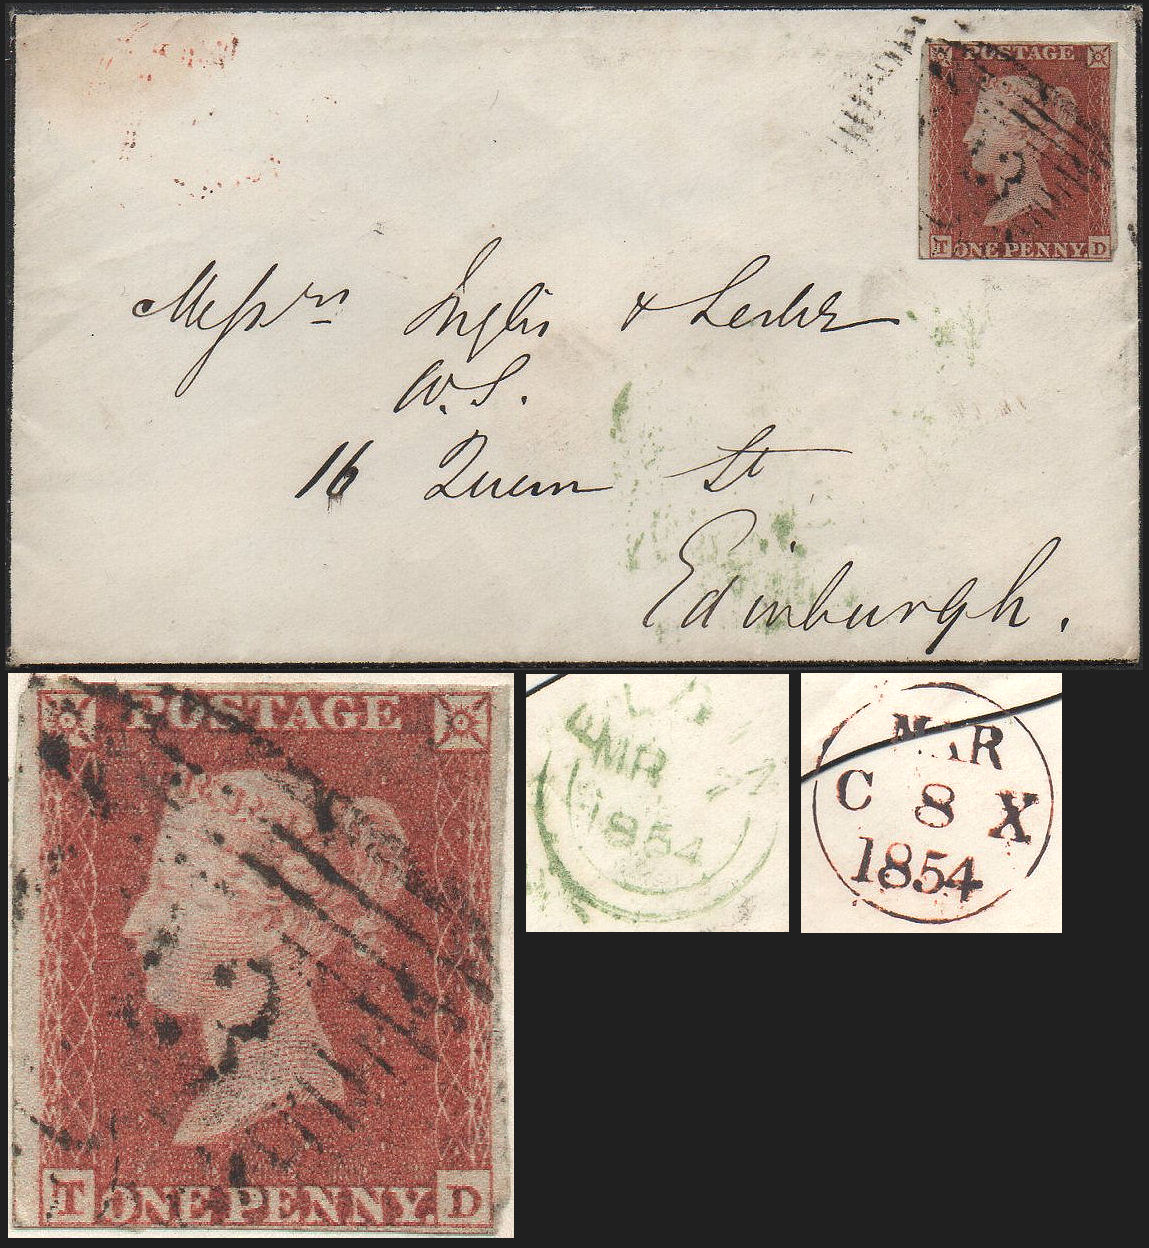 POSTAGE
T ONE PENNY. D
Messrs Inglis & Leslie
W.S.
16 Queen St
Edinburgh.
POSTAGE
T ONE PENNY. D
MR
1854
MAR
C 8 X
1854